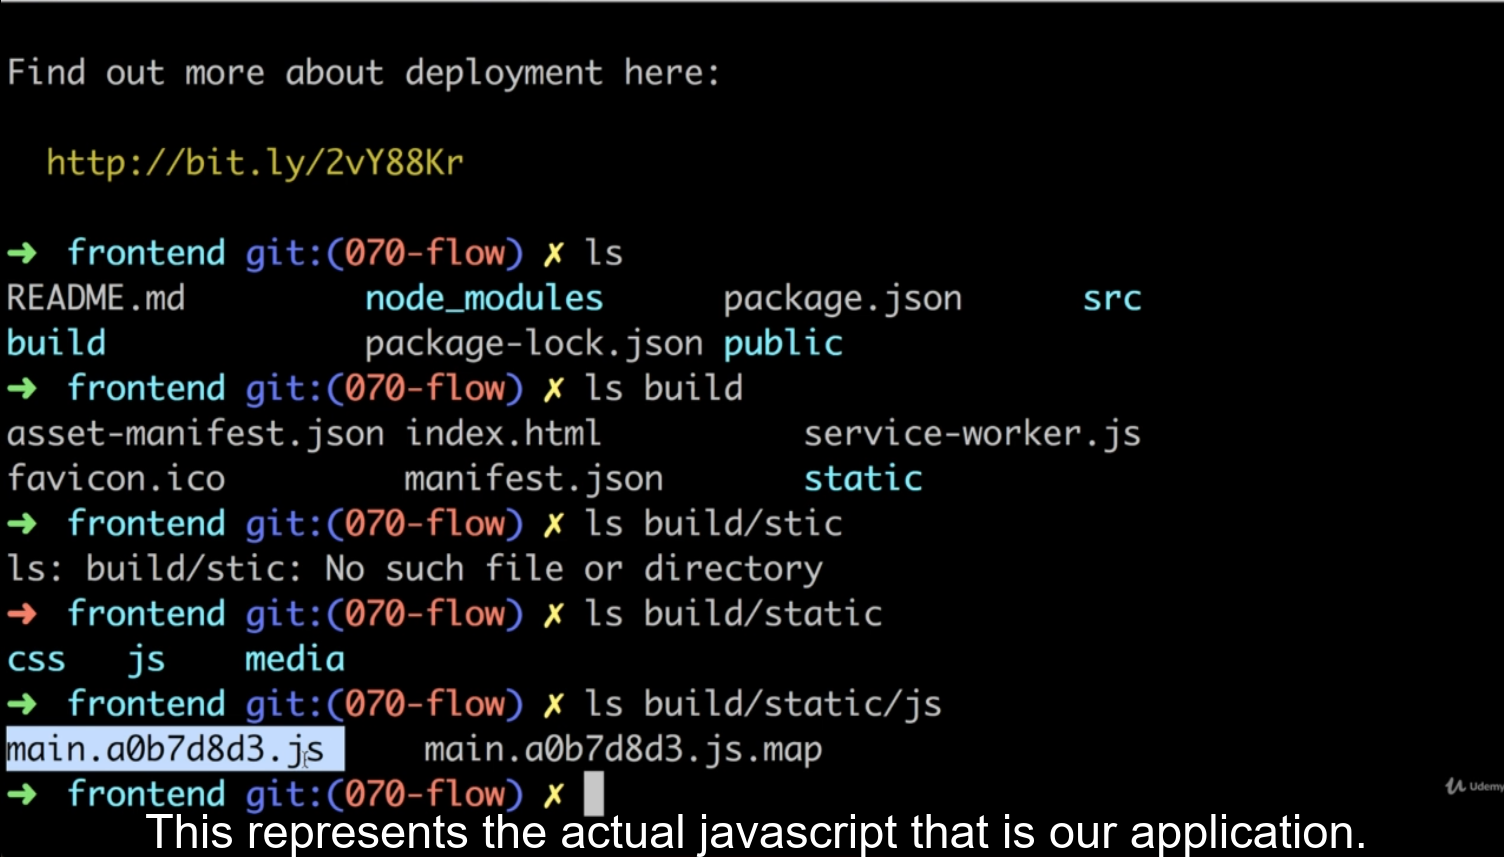 Find out more about deployment here:
http://bit.ly/2vY88Kr
➜ frontend git:(070-flow) ✗ ls
README.md node_modules package.json src
build package-lock.json public
➜ frontend git:(070-flow) ✗ ls build
asset-manifest.json index.html service-worker.js
favicon.ico manifest.json static
➜ frontend git:(070-flow) ✗ ls build/stic
ls: build/stic: No such file or directory
➜ frontend git:(070-flow) ✗ ls build/static
css js media
➜ frontend git:(070-flow) ✗ ls build/static/js
main.a0b7d8d3.js main.a0b7d8d3.js.map
➜ frontend git:(070-flow) ✗
Udemy
This represents the actual javascript that is our application.